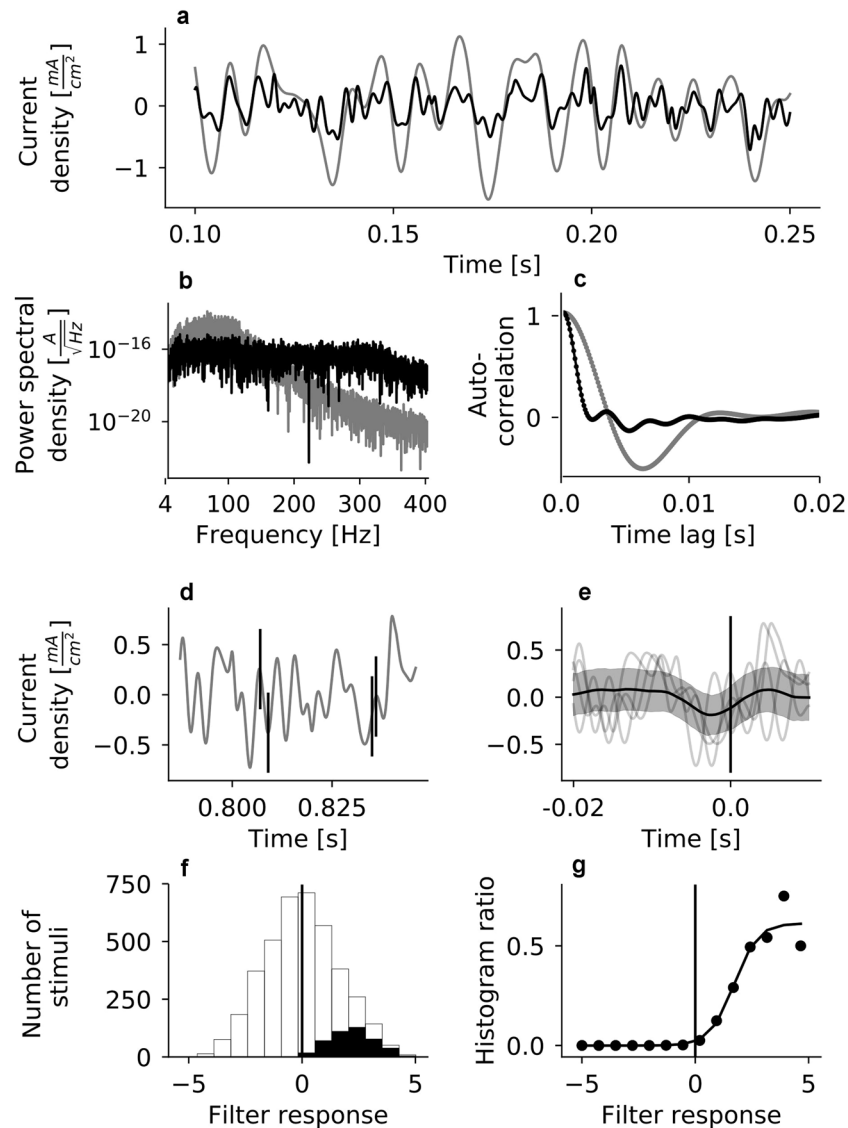 a
Current
density [mA/cm²]
1
0
−1
0.10 0.15 0.20 0.25
Time [s]
b
Power spectral
density [A/√Hz]
10⁻¹⁶
10⁻²⁰
4 100 200 300 400
Frequency [Hz]
c
Auto-
correlation
1
0
0.0 0.01 0.02
Time lag [s]
d
Current
density [mA/cm²]
0.5
0.0
−0.5
0.800 0.825
Time [s]
e
0.5
0.0
−0.5
-0.02 0.0
Time [s]
f
Number of
stimuli
750
500
250
0
−5 0 5
Filter response
g
Histogram ratio
0.5
0.0
−5 0 5
Filter response